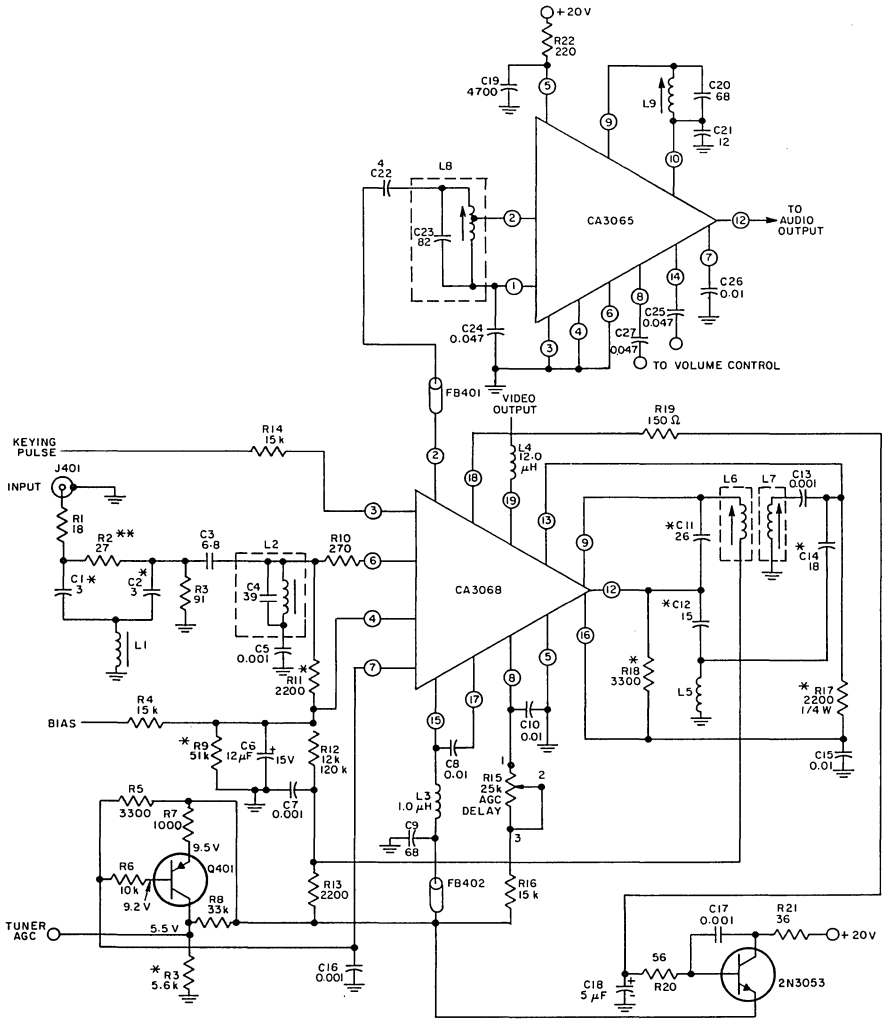 +20V
R22
220
C19
4700
5
9
L9
C20
68
C21
12
10
4
C22
L8
C23
82
2
1
CA3065
12
TO
AUDIO
OUTPUT
7
C26
0.01
14
8
C25
0.047
6
C24
0.047
3
4
C27
0.047
TO VOLUME CONTROL
FB401
VIDEO
OUTPUT
R19
150 Ω
R14
15 k
KEYING
PULSE
2
18
L4
12.0
μH
19
13
L6
L7
C13
0.001
J401
INPUT
3
9
R1
18
R2 **
27
C3
6·8
L2
R10
270
6
*C11
26
*
C14
18
C1*
3
*
C2
3
R3
91
C4
39
CA3068
12
*C12
15
4
16
L1
C5
0.001
7
*
R11
2200
8
5
*
R18
3300
L5
*
R17
2200
1/4 W
15
17
R4
15 k
BIAS
C10
0.01
*
R9
51k
C6
12 μF
+
15V
R12
12k
120 k
C8
0.01
1
C15
0.01
R15
25k
AGC
DELAY
2
C7
0.001
L3
1.0 μH
R5
3300
R7
1000
3
C9
68
9.5 V
Q401
R6
10k
9.2 V
FB402
R13
2200
R16
15 k
R8
33k
TUNER
AGC
5.5 V
C17
0.001
R21
36
+20V
* R3
5.6k
C16
0.001
C18
5 μF
+
-
56
R20
2N3053